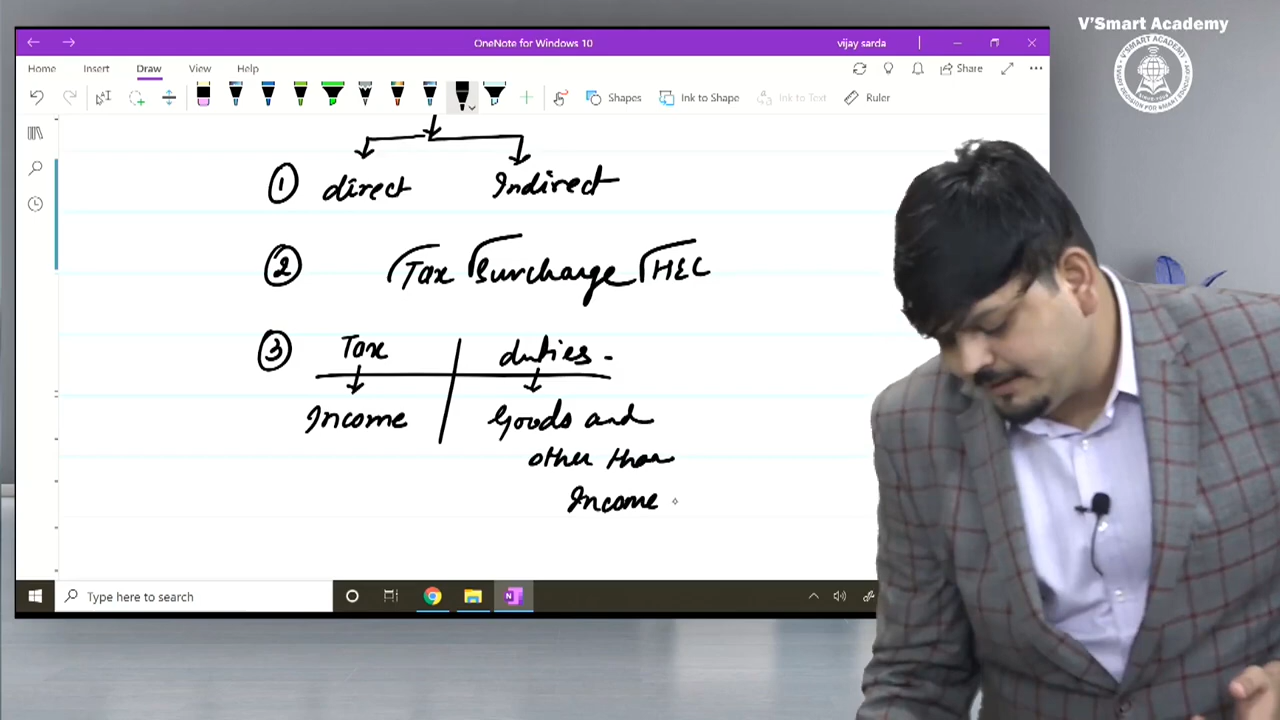 V'Smart Academy
V'SMART ACADEMY
OneNote for Windows 10
vijay sarda
Home Insert Draw View Help
Share
Shapes Ink to Shape Ink to Text Ruler
① direct Indirect
② Tax Surcharge HEC
③ Tax duties.
Income Goods and
other than
Income
Type here to search